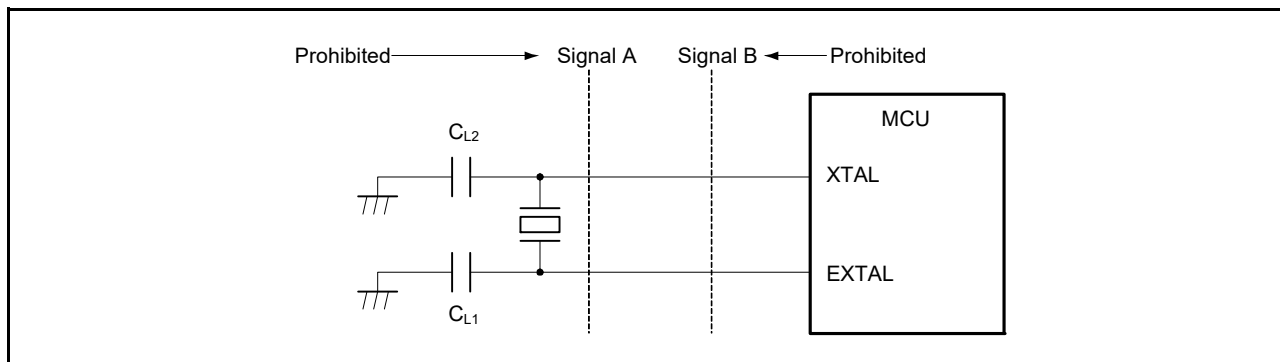 Prohibited Signal A Signal B Prohibited
MCU
CL2
XTAL
EXTAL
CL1